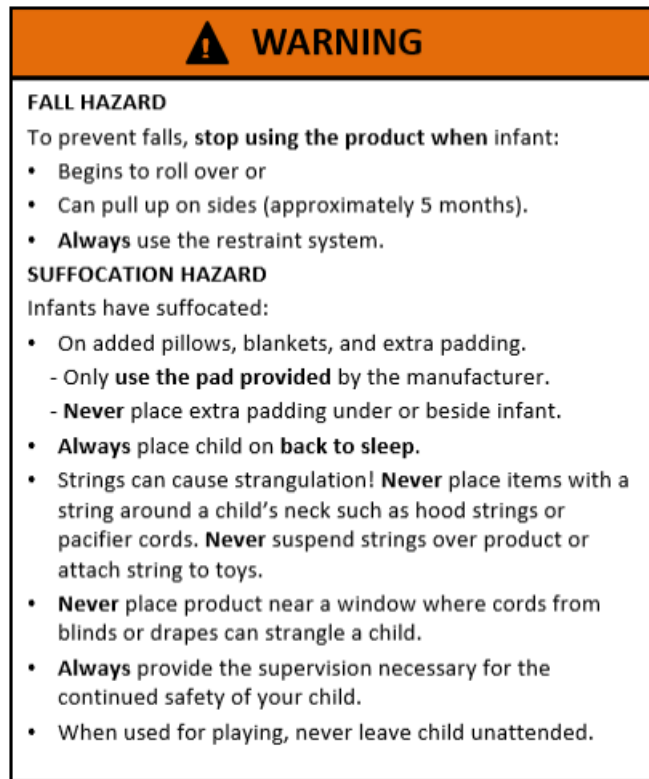 WARNING
FALL HAZARD
To prevent falls, stop using the product when infant:
• Begins to roll over or
• Can pull up on sides (approximately 5 months).
• Always use the restraint system.
SUFFOCATION HAZARD
Infants have suffocated:
• On added pillows, blankets, and extra padding.
- Only use the pad provided by the manufacturer.
- Never place extra padding under or beside infant.
• Always place child on back to sleep.
• Strings can cause strangulation! Never place items with a
string around a child's neck such as hood strings or
pacifier cords. Never suspend strings over product or
attach string to toys.
• Never place product near a window where cords from
blinds or drapes can strangle a child.
• Always provide the supervision necessary for the
continued safety of your child.
• When used for playing, never leave child unattended.